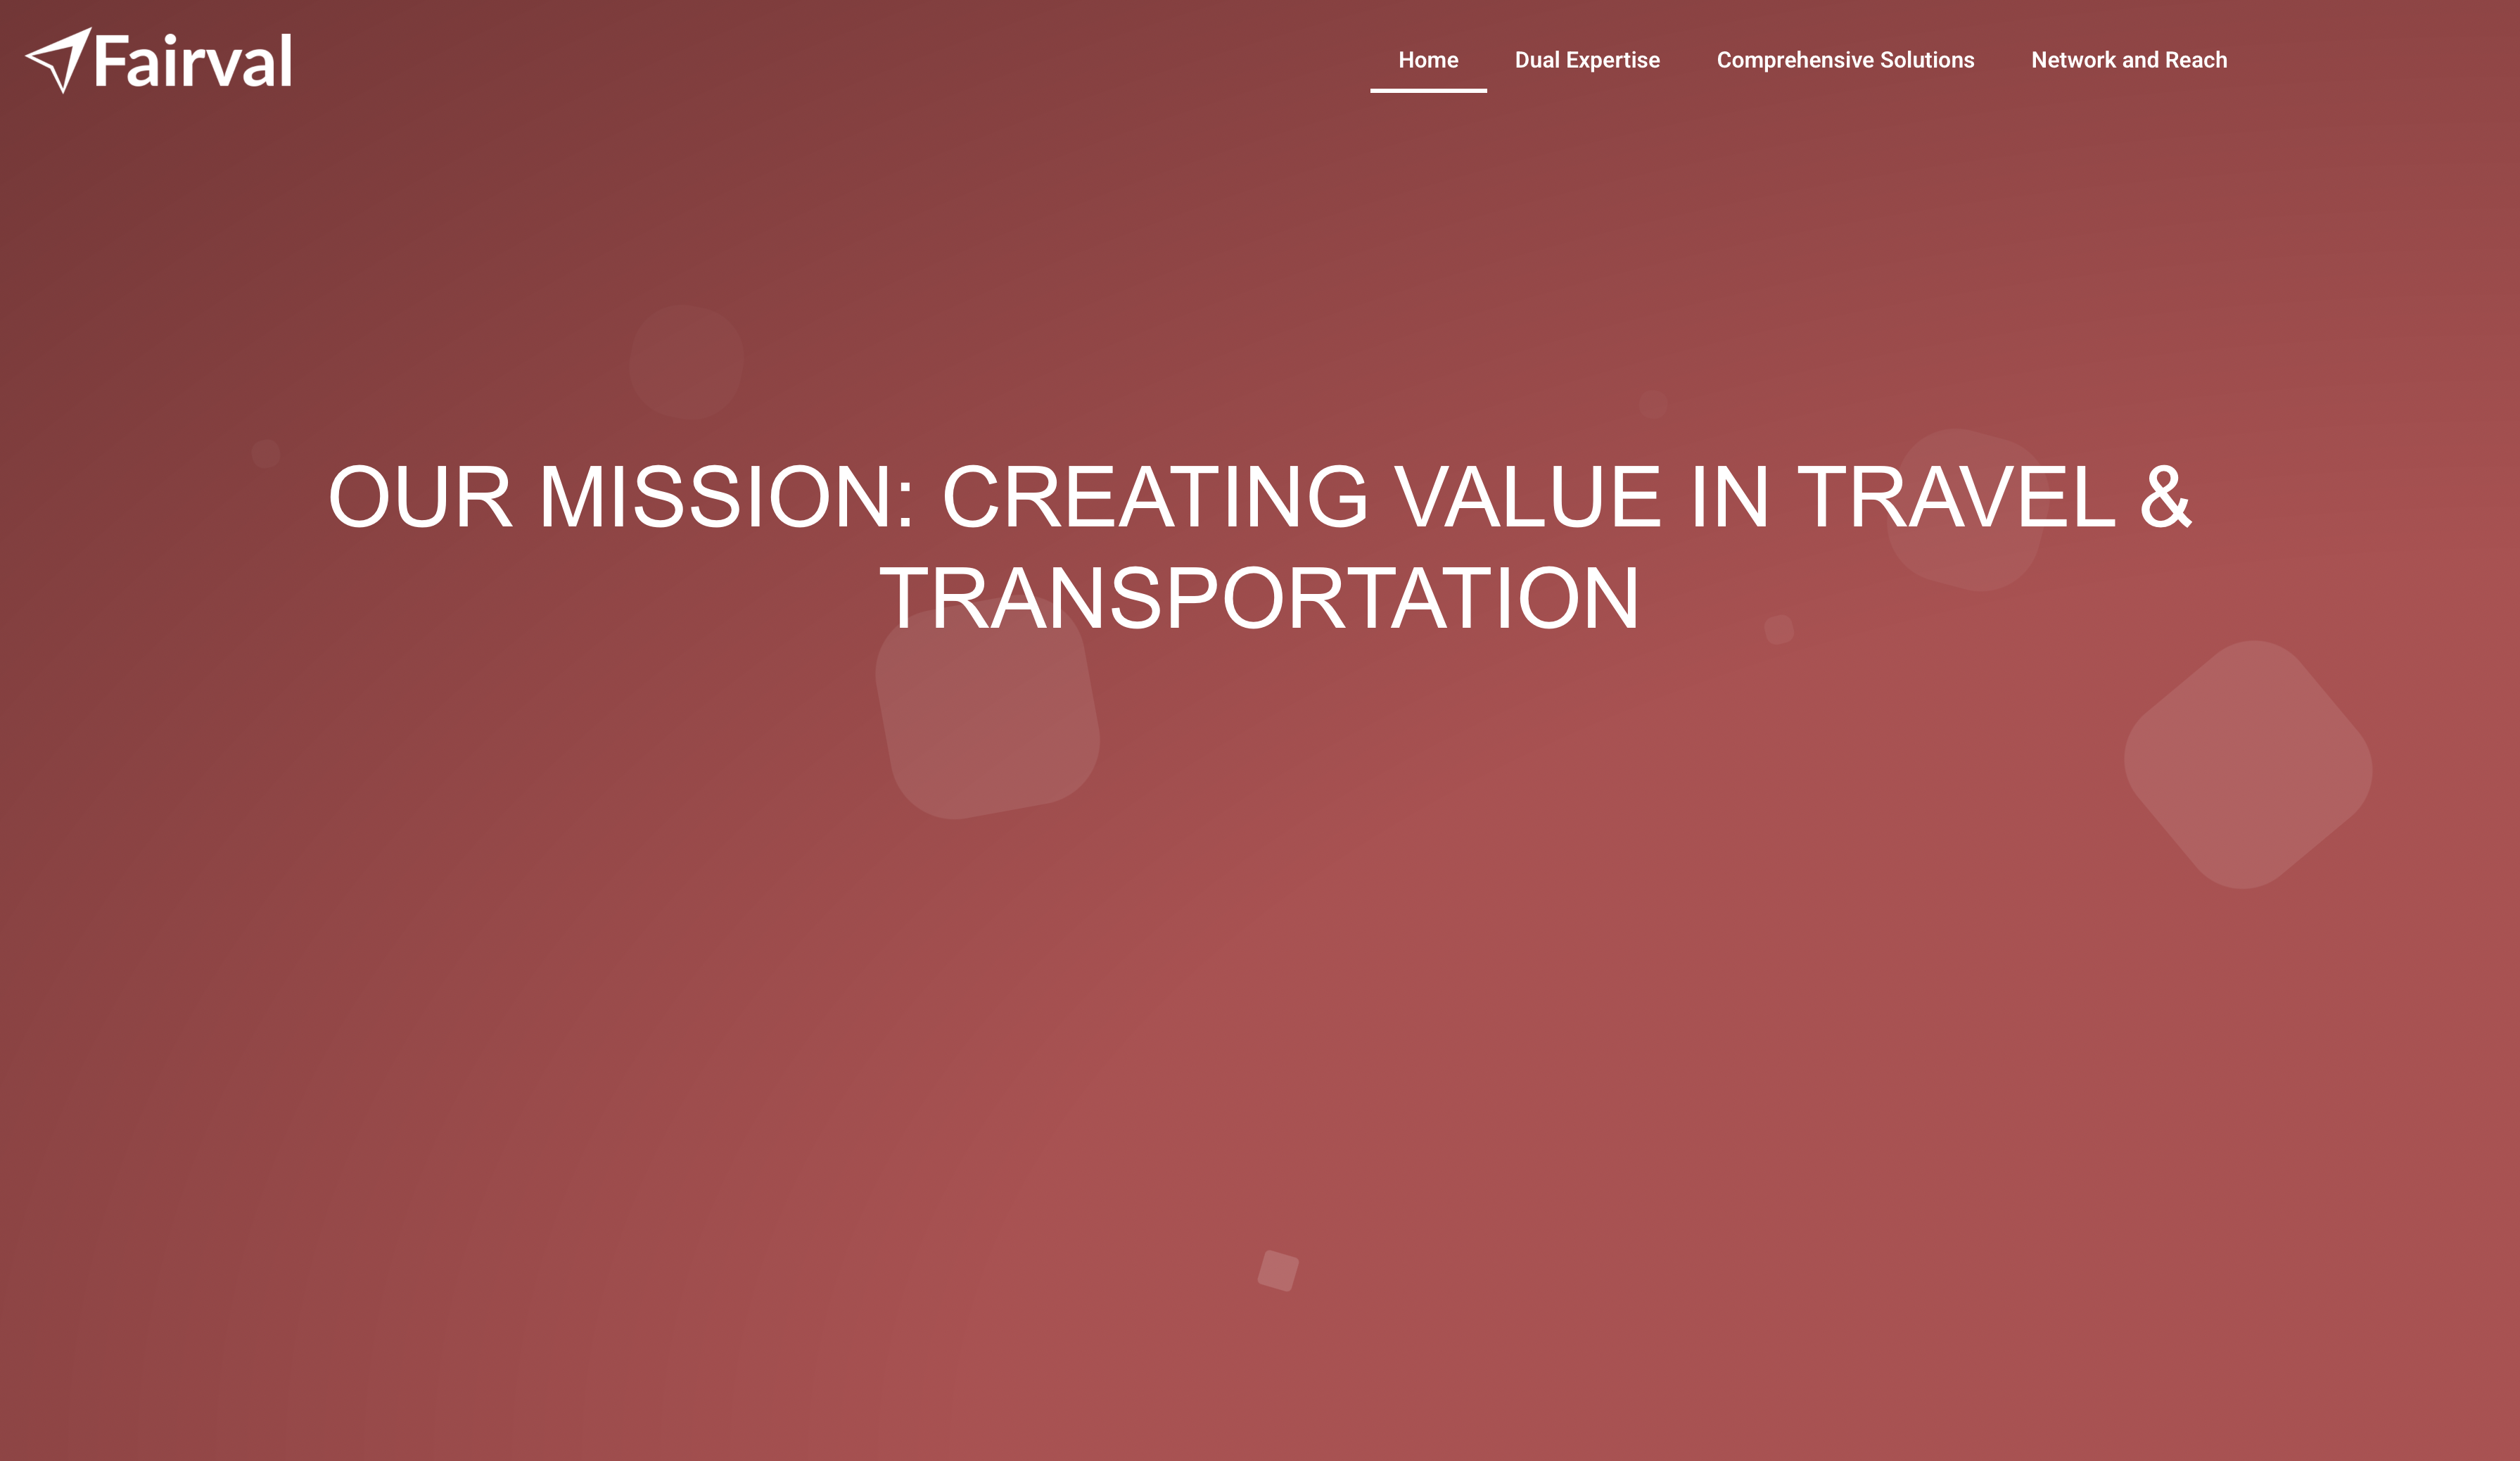 Fairval
Home Dual Expertise Comprehensive Solutions Network and Reach
OUR MISSION: CREATING VALUE IN TRAVEL &
TRANSPORTATION